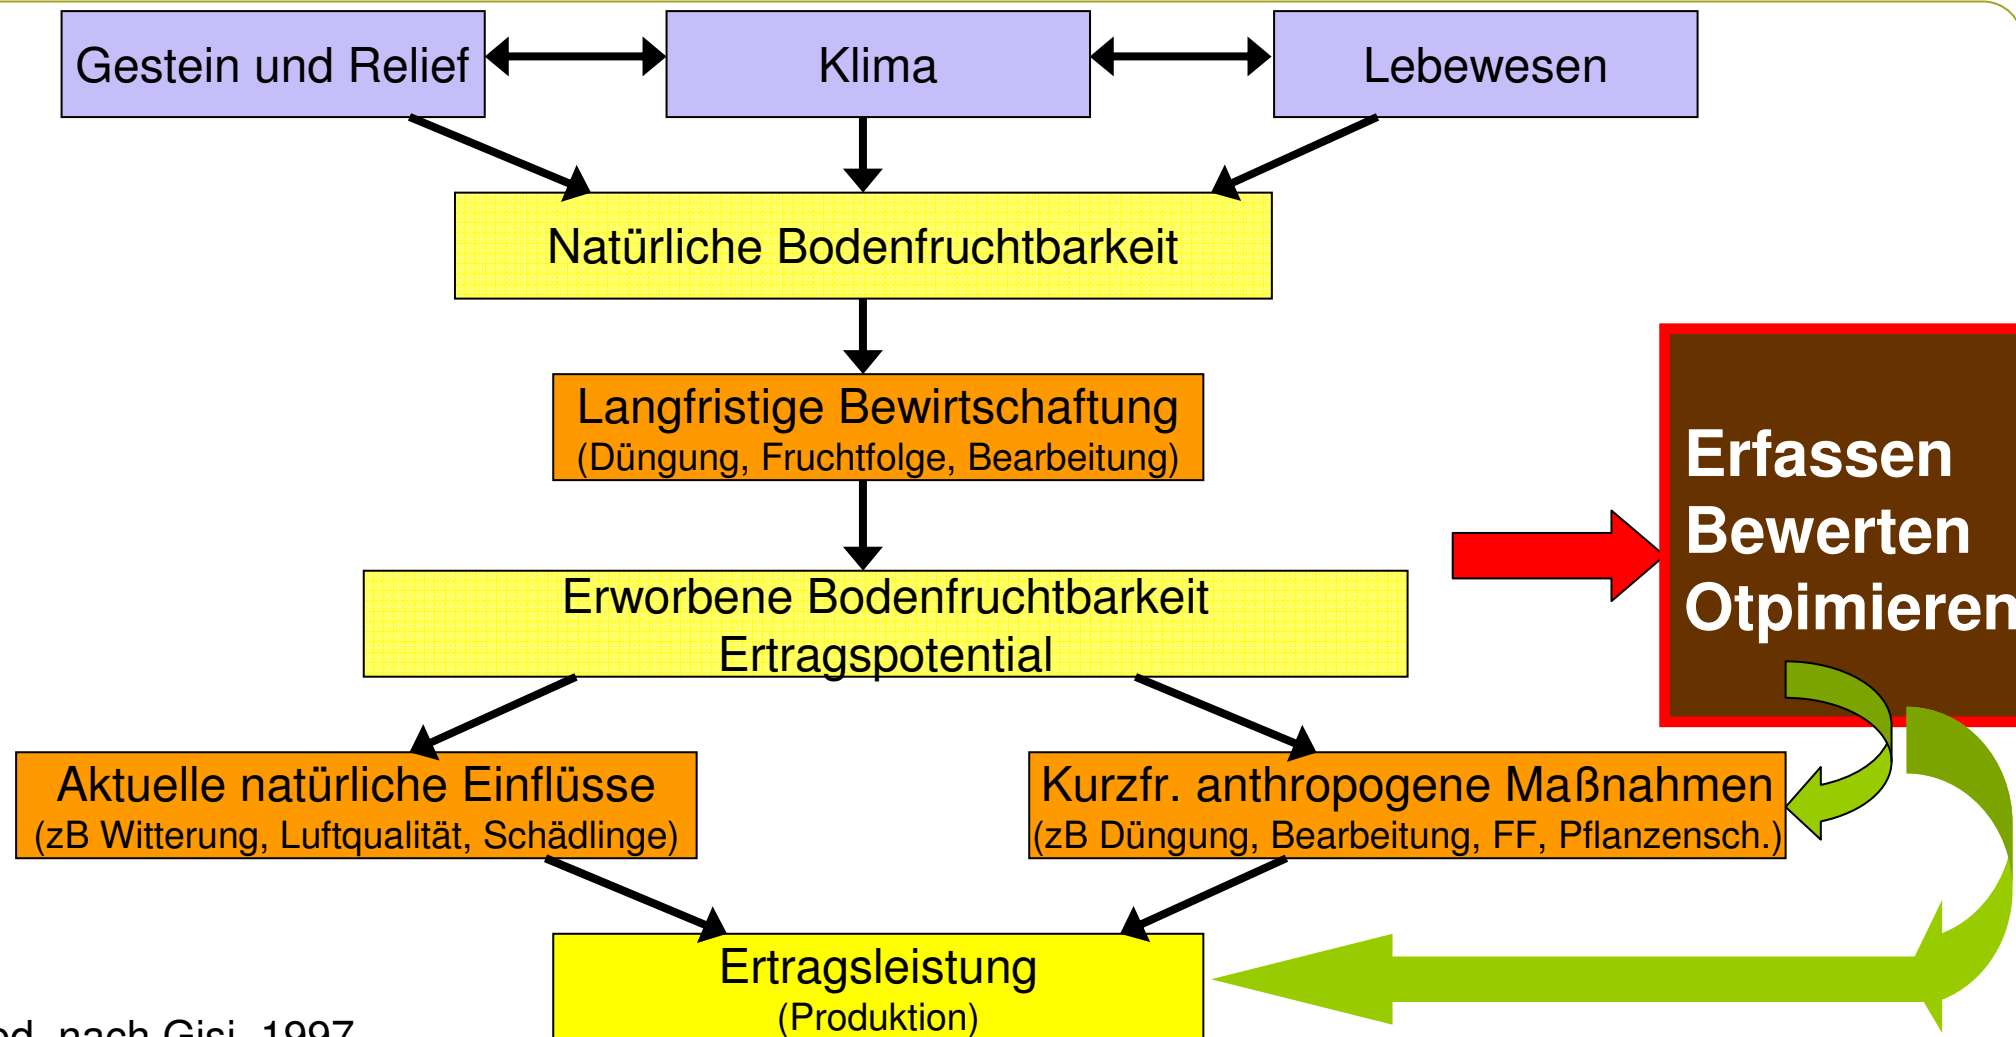 Gestein und Relief
Klima
Lebewesen
Natürliche Bodenfruchtbarkeit
Langfristige Bewirtschaftung
(Düngung, Fruchtfolge, Bearbeitung)
Erfassen
Bewerten
Otpimieren
Erworbene Bodenfruchtbarkeit
Ertragspotential
Aktuelle natürliche Einflüsse
(zB Witterung, Luftqualität, Schädlinge)
Kurzfr. anthropogene Maßnahmen
(zB Düngung, Bearbeitung, FF, Pflanzensch.)
Ertragsleistung
(Produktion)
nach Gisi, 1997